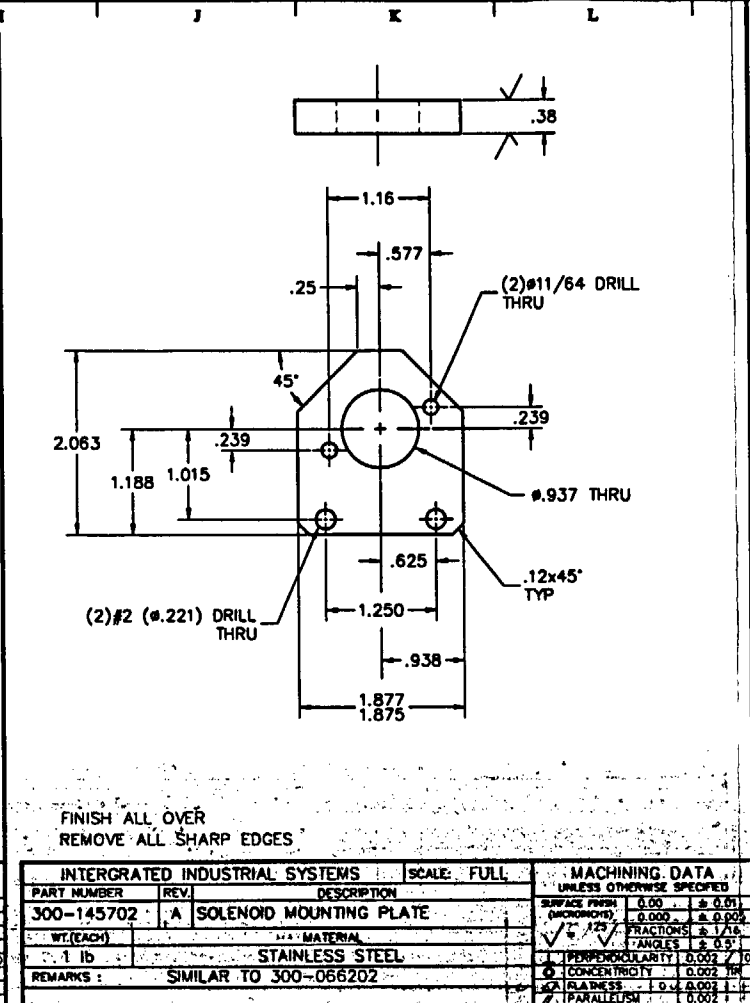 J K L
.38
1.16
.577
.25
(2)ø11/64 DRILL
THRU
45°
.239
.239
2.063
1.188
1.015
ø.937 THRU
.625
.12x45°
TYP
(2)#2 (ø.221) DRILL
THRU
1.250
.938
1.877
1.875
FINISH ALL OVER
REMOVE ALL SHARP EDGES
INTERGRATED INDUSTRIAL SYSTEMS SCALE: FULL
PART NUMBER REV. DESCRIPTION
300-145702 A SOLENOID MOUNTING PLATE
WT.(EACH) MATERIAL
1 lb STAINLESS STEEL
REMARKS : SIMILAR TO 300-066202
MACHINING DATA
UNLESS OTHERWISE SPECIFIED
SURFACE FINISH 0.00 ± 0.01
(MICROINCHS) 0.000 ± 0.005
125 FRACTIONS ± 1/16
ANGLES ± 0.5°
PERPENDICULARITY 0.002 /
CONCENTRICITY 0.002 TIR
FLATNESS 0.002
PARALLELISM 0.002